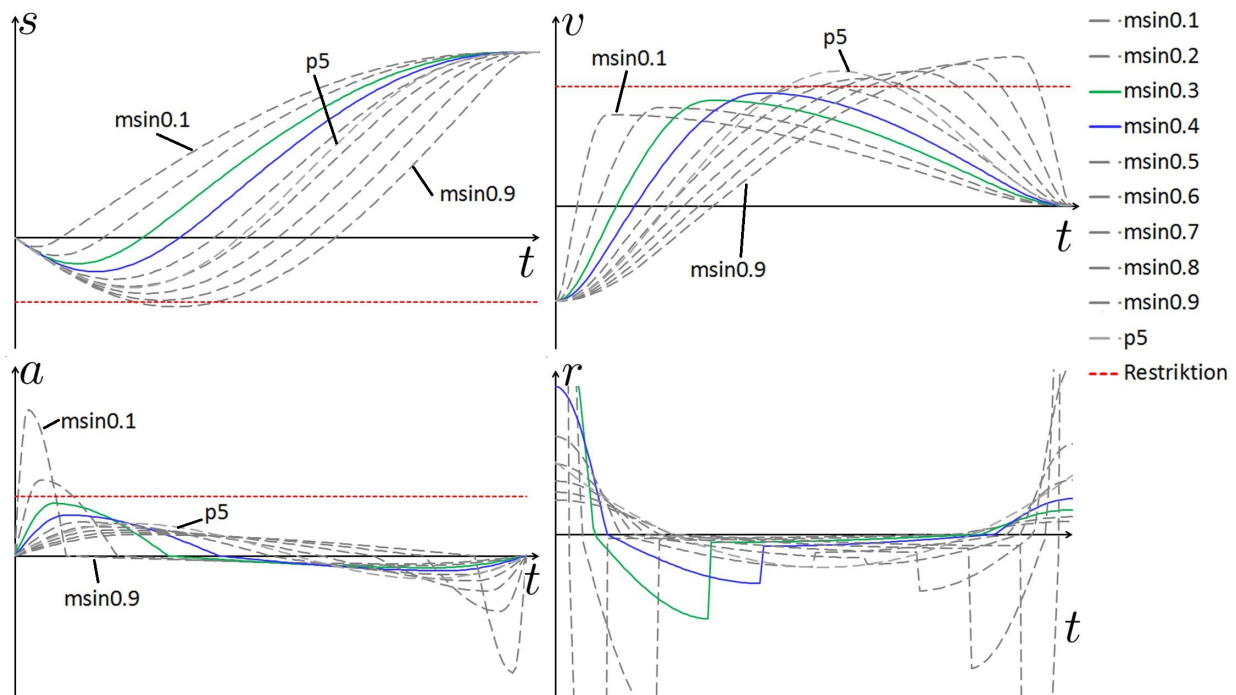 s
p5
msin0.1
msin0.9
t
v
p5
msin0.1
msin0.9
t
msin0.1
msin0.2
msin0.3
msin0.4
msin0.5
msin0.6
msin0.7
msin0.8
msin0.9
p5
Restriktion
a
msin0.1
p5
msin0.9
t
r
t